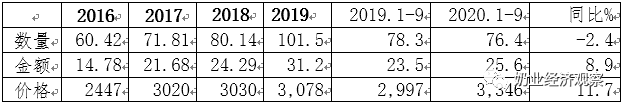 2016 2017 2018 2019 2019.1-9 2020.1-9 同比%
数量 60.42 71.81 80.14 101.5 78.3 76.4 -2.4
金额 14.78 21.68 24.29 31.2 23.5 25.6 8.9
价格 2447 3020 3030 3,078 2,997 3,346 11.7
奶业经济观察